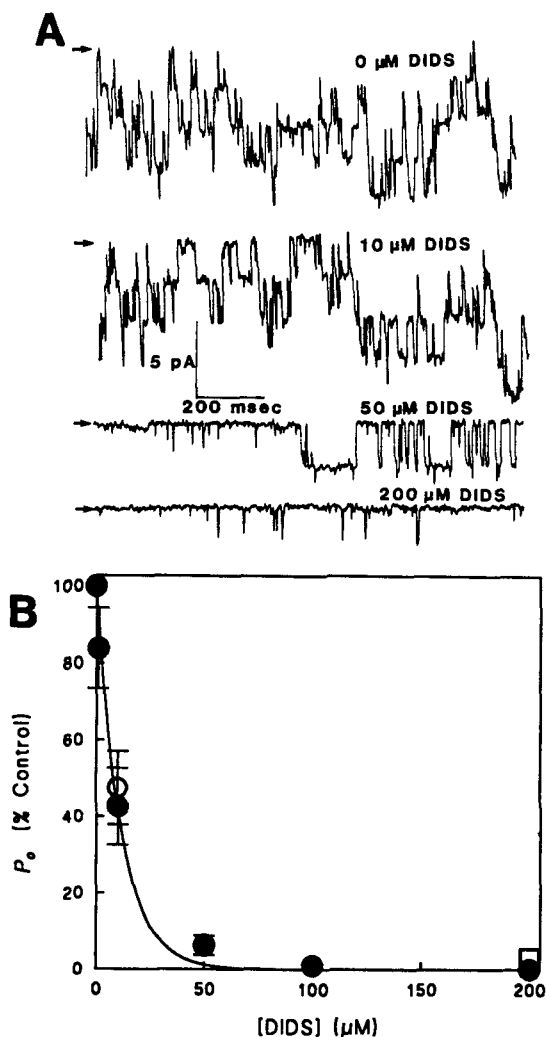 A
0 µM DIDS
10 µM DIDS
5 pA
200 msec
50 µM DIDS
200 µM DIDS
B
100
80
60
40
20
0
Po (% Control)
0 50 100 150 200
[DIDS] (µM)